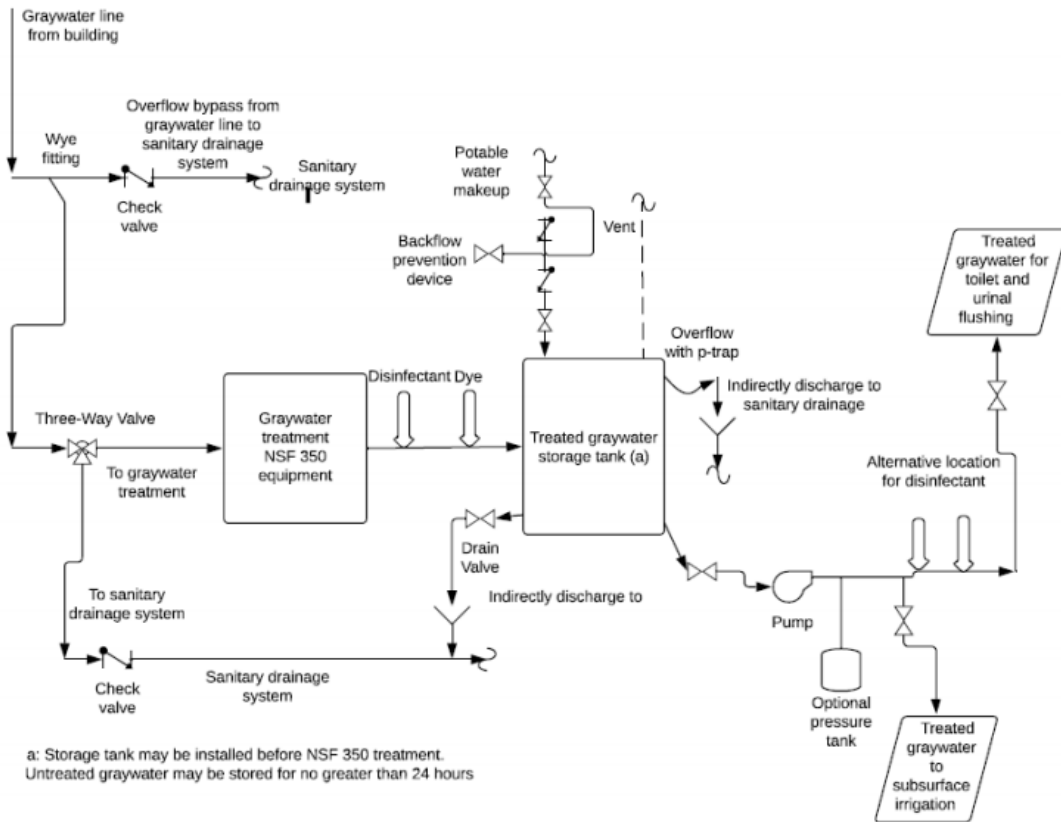 Graywater line
from building
Overflow bypass from
graywater line to
sanitary drainage
system
Wye
fitting
Sanitary
drainage system
Check
valve
Potable
water
makeup
Vent
Backflow
prevention
device
Treated
graywater for
toilet and
urinal
flushing
Overflow
with p-trap
Indirectly discharge to
sanitary drainage
Disinfectant Dye
Three-Way Valve
Graywater
treatment
NSF 350
equipment
Treated graywater
storage tank (a)
To graywater
treatment
Alternative location
for disinfectant
Drain
Valve
To sanitary
drainage system
Indirectly discharge to
Pump
Check
valve
Sanitary drainage
system
Optional
pressure
tank
Treated
graywater
to
subsurface
irrigation
a: Storage tank may be installed before NSF 350 treatment.
Untreated graywater may be stored for no greater than 24 hours